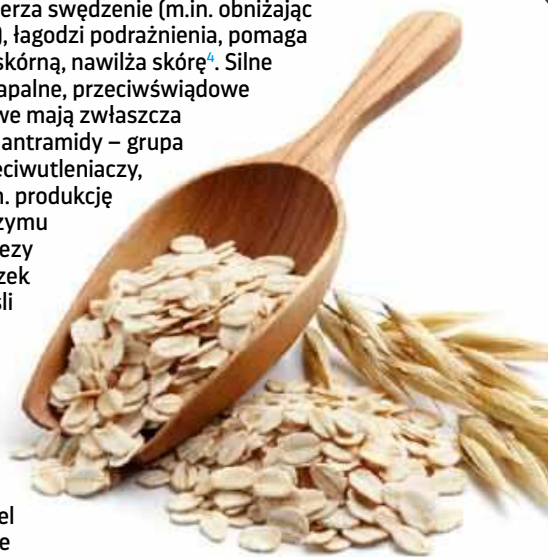 erza swędzenie (m.in. obniżając
), łagodzi podrażnienia, pomaga
skórną, nawilża skórę⁴. Silne
apalne, przeciwświądowe
we mają zwłaszcza
antramidy – grupa
eciwutleniaczy,
n. produkcję
zymu
ezy
zek
li
el
e